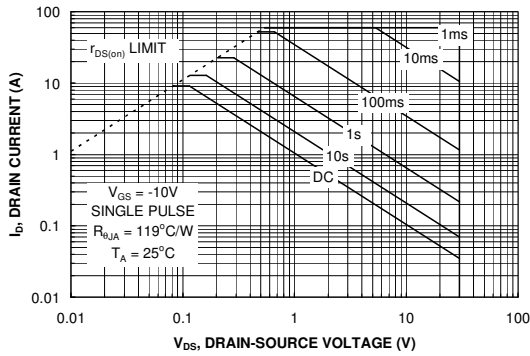 100
10
1
0.1
0.01
I_D, DRAIN CURRENT (A)
r_DS(on) LIMIT
1ms
10ms
100ms
1s
10s
DC
V_GS = -10V
SINGLE PULSE
R_θJA = 119°C/W
T_A = 25°C
0.01 0.1 1 10 100
V_DS, DRAIN-SOURCE VOLTAGE (V)